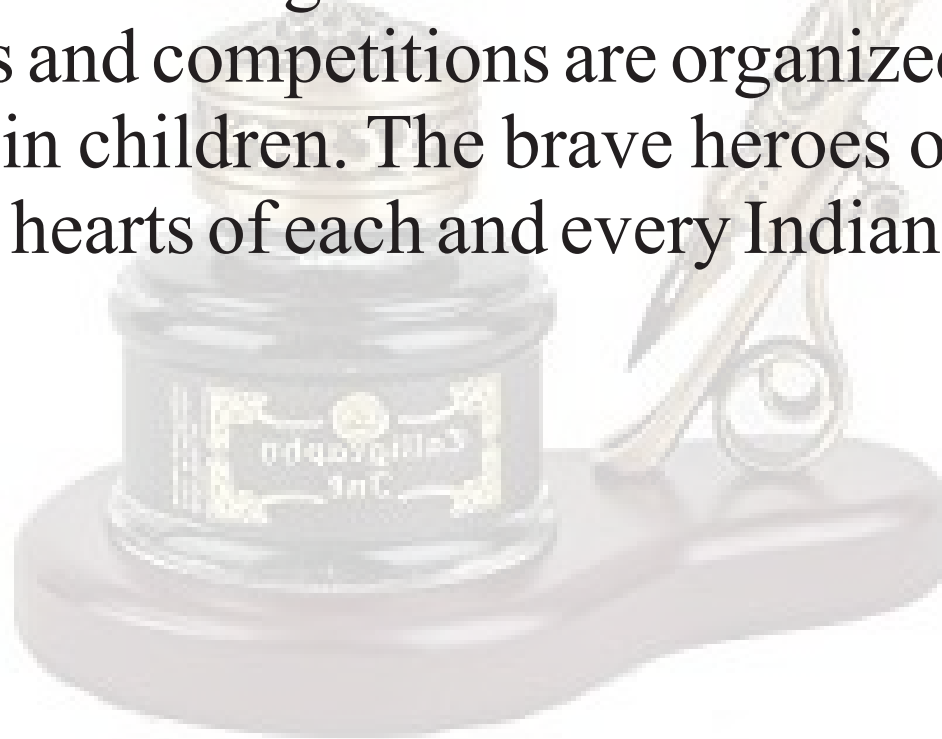 s and competitions are organize
in children. The brave heroes o
hearts of each and every Indian